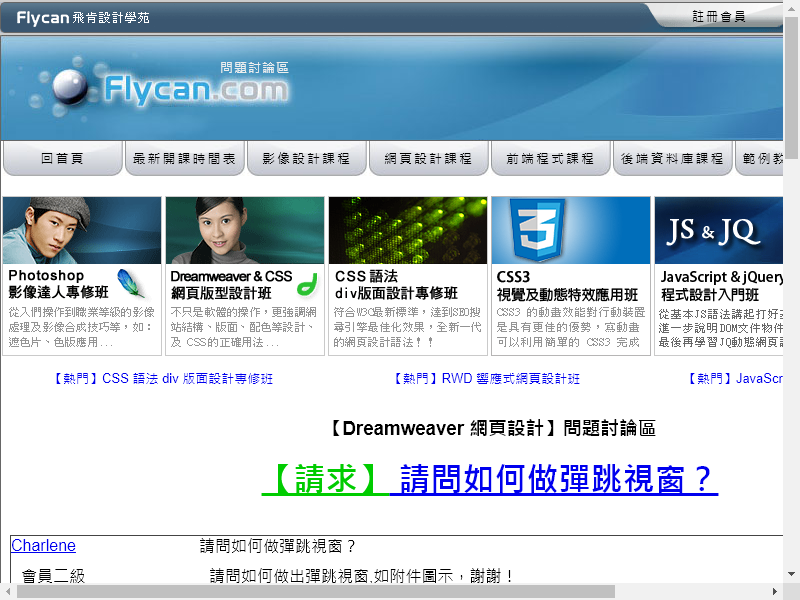 Flycan 飛肯設計學苑
註冊會員
問題討論區
Flycan.com
回首頁
最新開課時間表
影像設計課程
網頁設計課程
前端程式課程
後端資料庫課程
範例教
Photoshop
影像達人專修班
從入們操作到職業等級的影像
處理及影像合成技巧等，如：
遮色片、色版應用...
Dreamweaver & CSS
網頁版型設計班
不只是軟體的操作，更強調網
站結構、版面、配色等設計、
及 CSS的正確用法...
CSS 語法
div版面設計專修班
符合W3C最新標準，達到SEO搜
尋引擎最佳化效果，全新一代
的網頁設計語法！！
CSS3
視覺及動態特效應用班
CSS3 的動畫效能對行動裝置
是具有更佳的優勢，寫動畫
可以利用簡單的 CSS3 完成
JS & JQ
JavaScript & jQuery
程式設計入門班
從基本JS語法講起打好
進一步說明DOM文件物件
最後再學習JQ動態網頁
【熱門】CSS 語法 div 版面設計專修班
【熱門】RWD 響應式網頁設計班
【熱門】JavaScr
【Dreamweaver 網頁設計】問題討論區
【請求】 請問如何做彈跳視窗？
Charlene
請問如何做彈跳視窗？
會員二級
請問如何做出彈跳視窗,如附件圖示，謝謝！